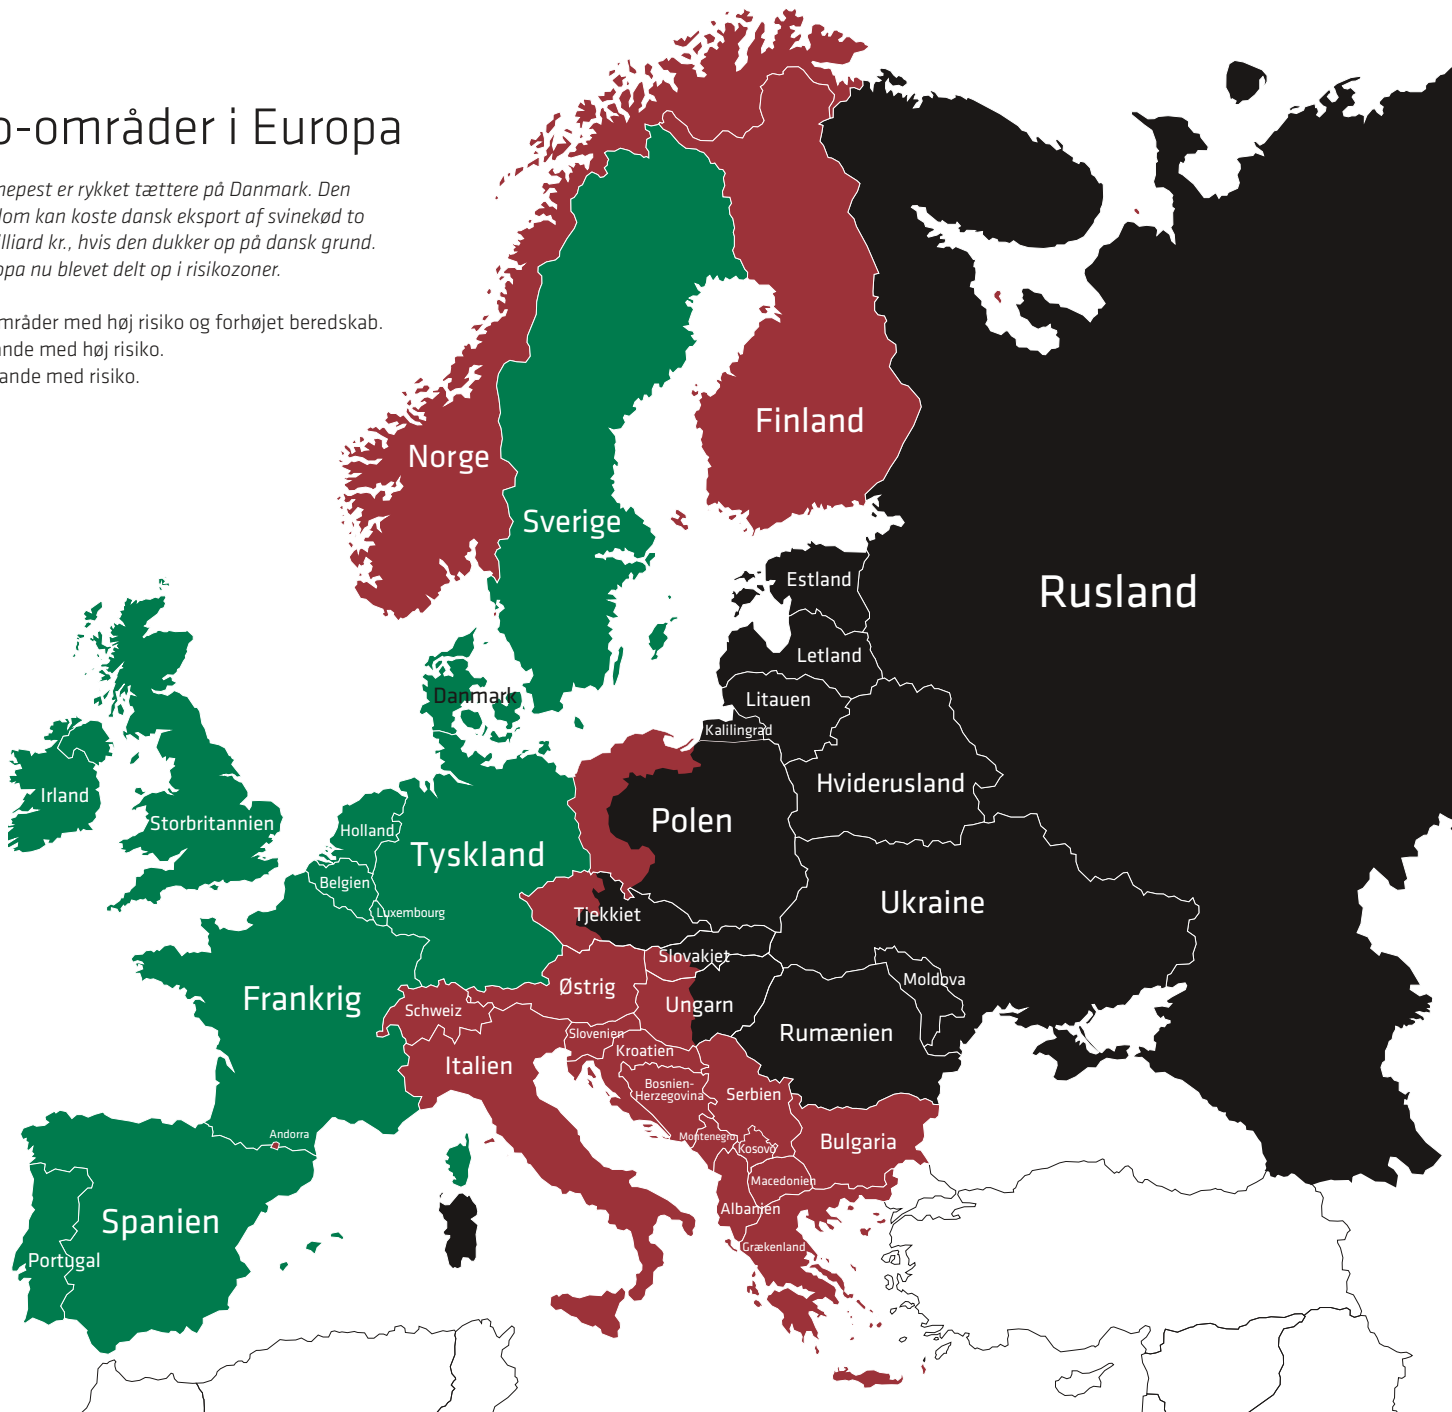 o-områder i Europa
nepest er rykket tættere på Danmark. Den
dom kan koste dansk eksport af svinekød to
lliard kr., hvis den dukker op på dansk grund.
opa nu blevet delt op i risikozoner.
mråder med høj risiko og forhøjet beredskab.
ande med høj risiko.
ande med risiko.
Finland
Norge
Sverige
Estland
Rusland
Letland
Danmark
Litauen
Kalilingrad
Hviderusland
Irland
Storbritannien
Holland
Polen
Tyskland
Belgien
Luxembourg
Tjekkiet
Ukraine
Slovakiet
Moldova
Østrig
Frankrig
Schweiz
Ungarn
Rumænien
Slovenien
Kroatien
Italien
Bosnien-
Herzegovina
Serbien
Andorra
Montenegro
Kosovo
Bulgaria
Macedonien
Albanien
Spanien
Grækenland
Portugal